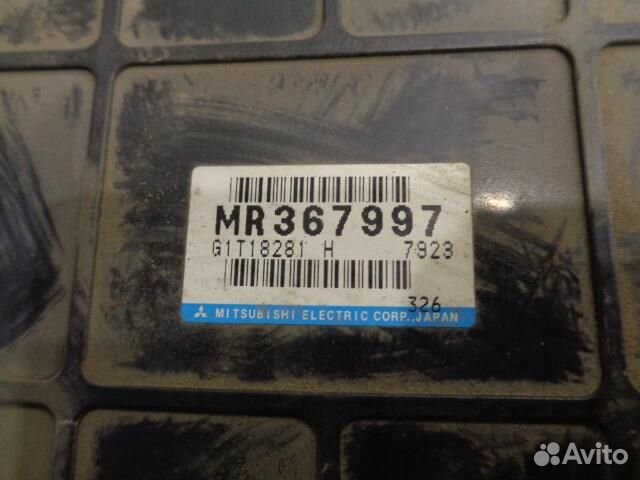 MR367997
G1T18281 H 7923
326
MITSUBISHI ELECTRIC CORP., JAPAN
Avito